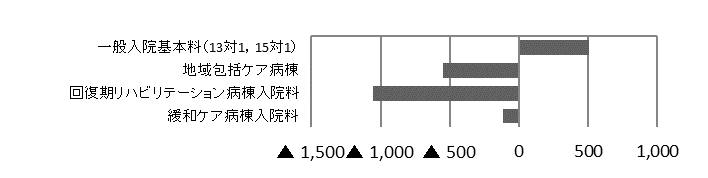 一般入院基本料（13対1，15対1）
地域包括ケア病棟
回復期リハビリテーション病棟入院料
緩和ケア病棟入院料
▲ 1,500 ▲ 1,000 ▲ 500 0 500 1,000